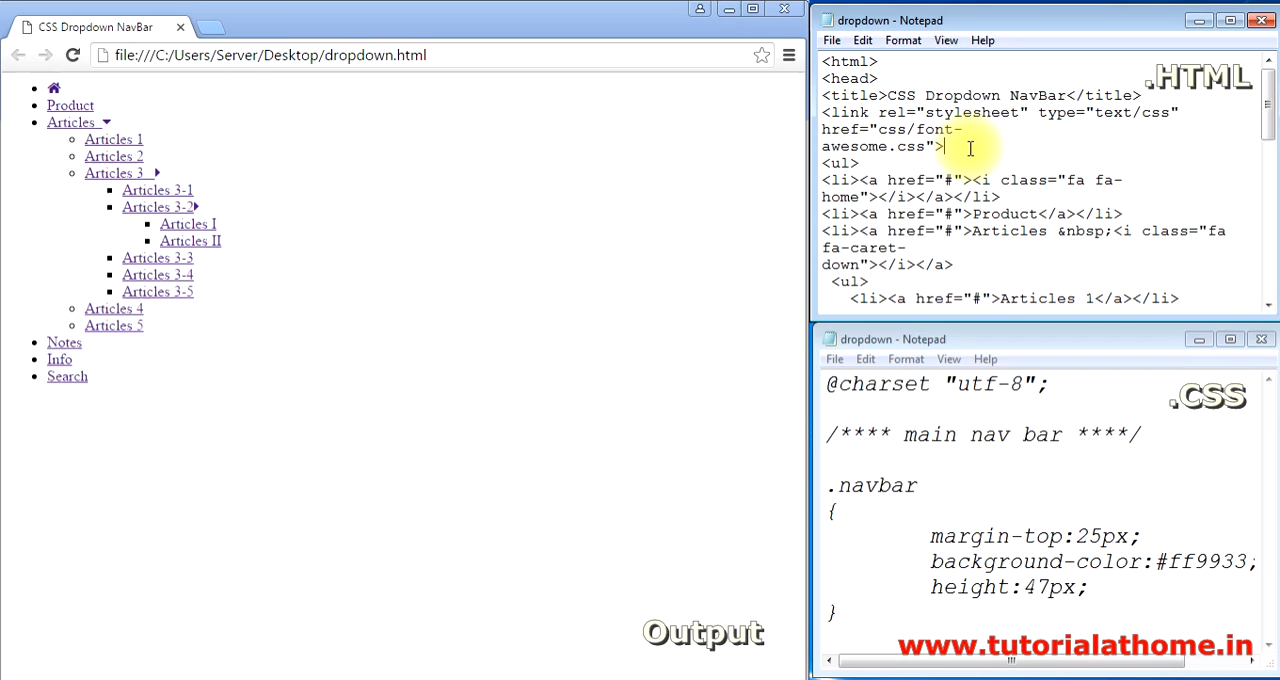 CSS Dropdown NavBar
file:///C:/Users/Server/Desktop/dropdown.html
Product
Articles
Articles 1
Articles 2
Articles 3
Articles 3-1
Articles 3-2
Articles I
Articles II
Articles 3-3
Articles 3-4
Articles 3-5
Articles 4
Articles 5
Notes
Info
Search
Output
dropdown - Notepad
File Edit Format View Help
.HTML
<html>
<head>
<title>CSS Dropdown NavBar</title>
<link rel="stylesheet" type="text/css"
href="css/font-
awesome.css">
<ul>
<li><a href="#"><i class="fa fa-
home"></i></a></li>
<li><a href="#">Product</a></li>
<li><a href="#">Articles &nbsp;<i class="fa
fa-caret-
down"></i></a>
<ul>
<li><a href="#">Articles 1</a></li>
dropdown - Notepad
File Edit Format View Help
.CSS
@charset "utf-8";
/**** main nav bar ****/
.navbar
{
margin-top:25px;
background-color:#ff9933;
height:47px;
}
www.tutorialathome.in